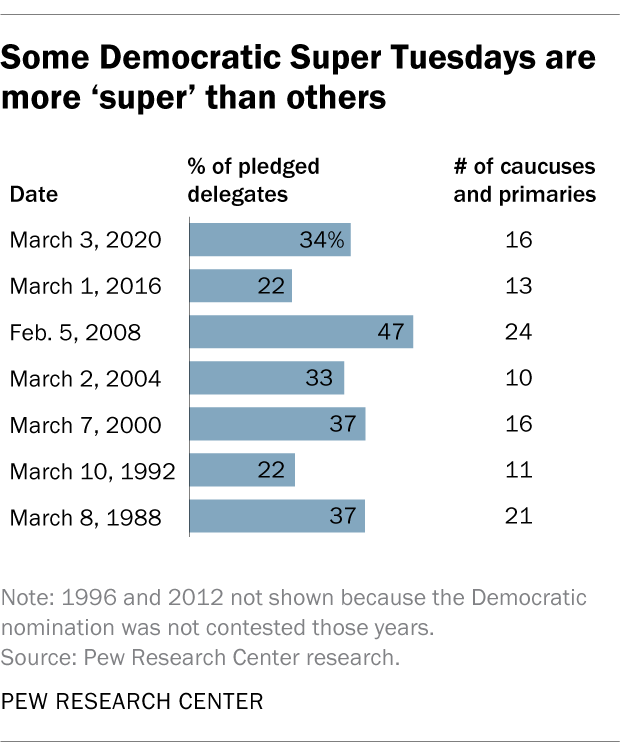 Some Democratic Super Tuesdays are
more ‘super’ than others
% of pledged
delegates
# of caucuses
and primaries
Date
March 3, 2020 34% 16
March 1, 2016 22 13
Feb. 5, 2008 47 24
March 2, 2004 33 10
March 7, 2000 37 16
March 10, 1992 22 11
March 8, 1988 37 21
Note: 1996 and 2012 not shown because the Democratic
nomination was not contested those years.
Source: Pew Research Center research.
PEW RESEARCH CENTER